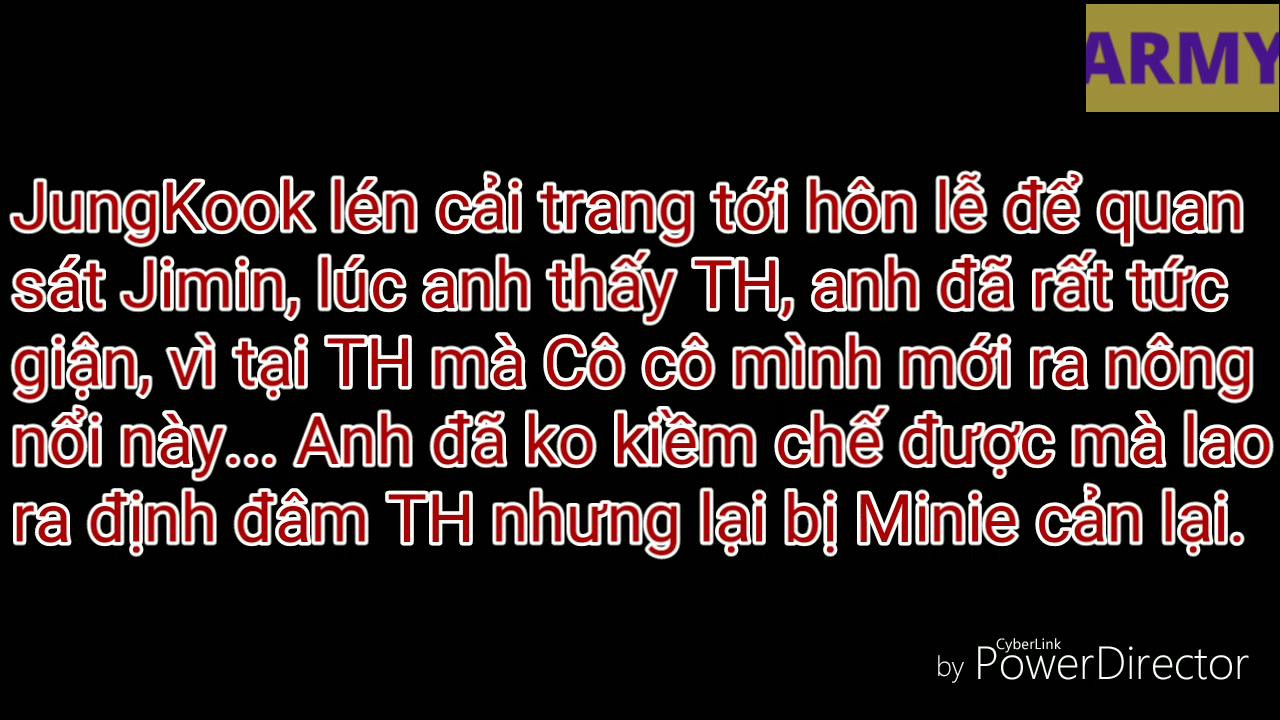 ARMY
JungKook lén cải trang tới hôn lễ để quan
sát Jimin, lúc anh thấy TH, anh đã rất tức
giận, vì tại TH mà Cô cô mình mới ra nông
nổi này... Anh đã ko kiềm chế được mà lao
ra định đâm TH nhưng lại bị Minie cản lại.
CyberLink
by PowerDirector